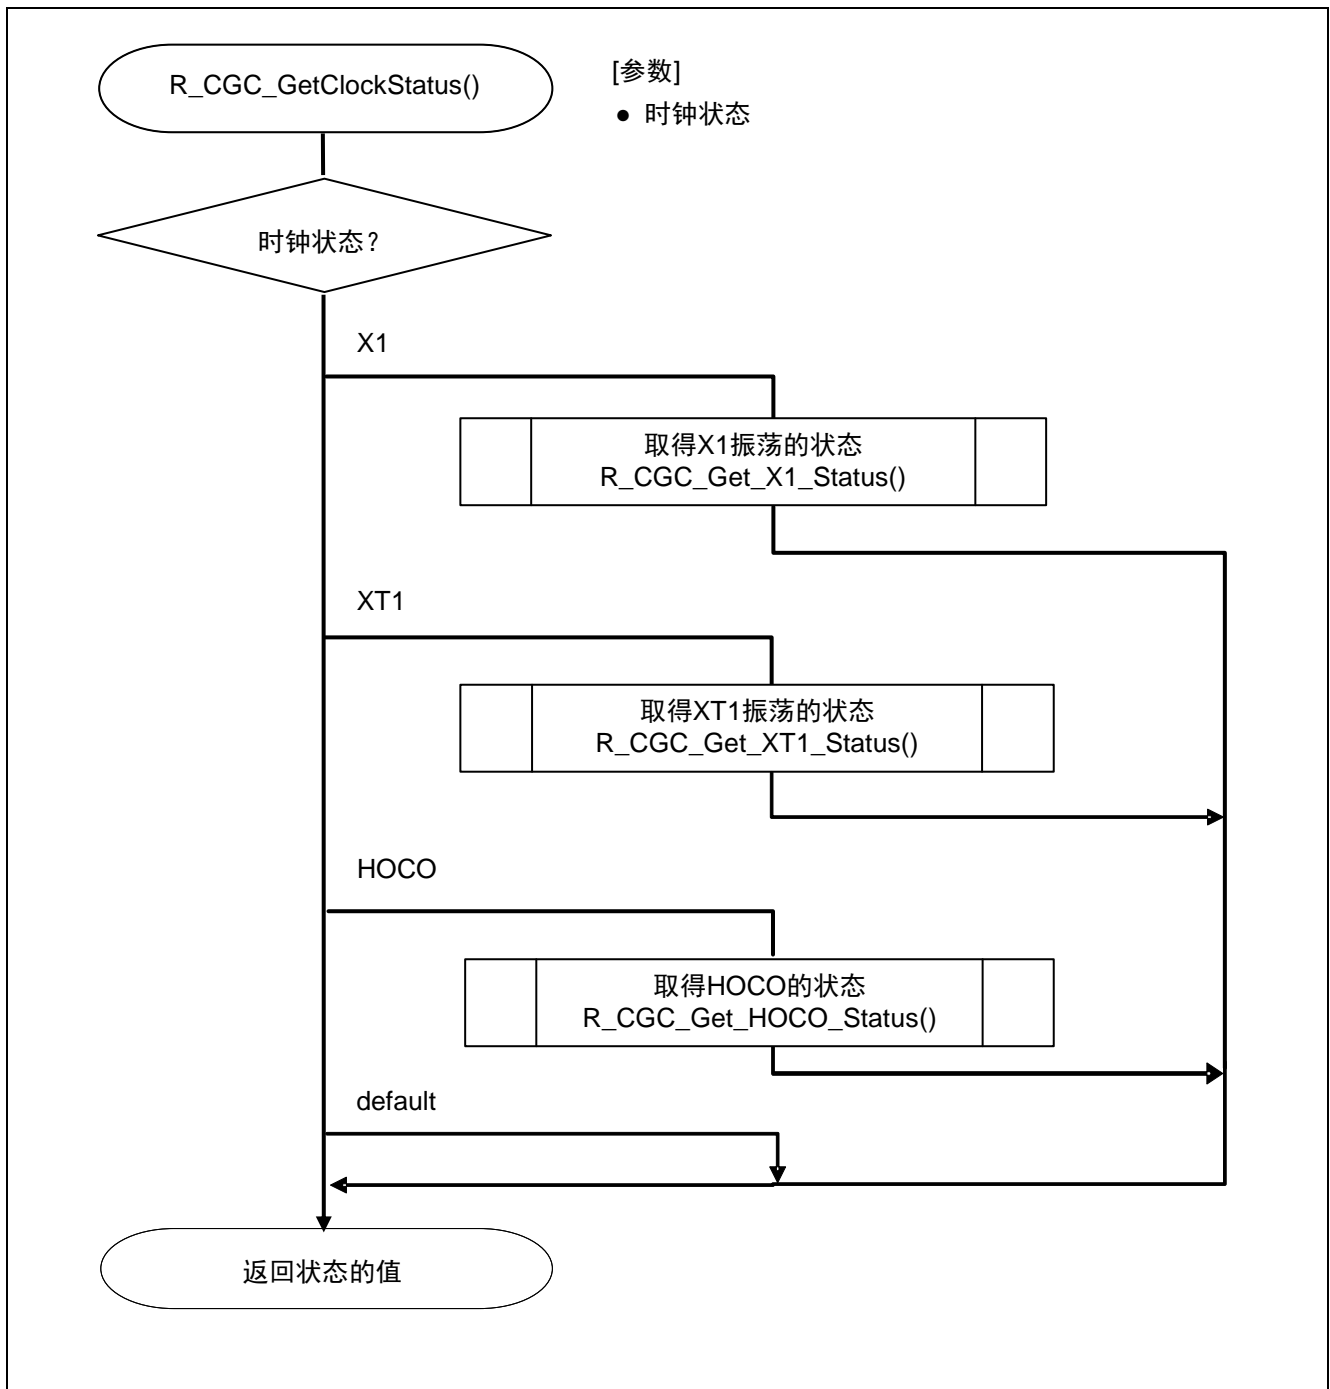 R_CGC_GetClockStatus()
[参数]
● 时钟状态
时钟状态？
X1
取得X1振荡的状态
R_CGC_Get_X1_Status()
XT1
取得XT1振荡的状态
R_CGC_Get_XT1_Status()
HOCO
取得HOCO的状态
R_CGC_Get_HOCO_Status()
default
返回状态的值